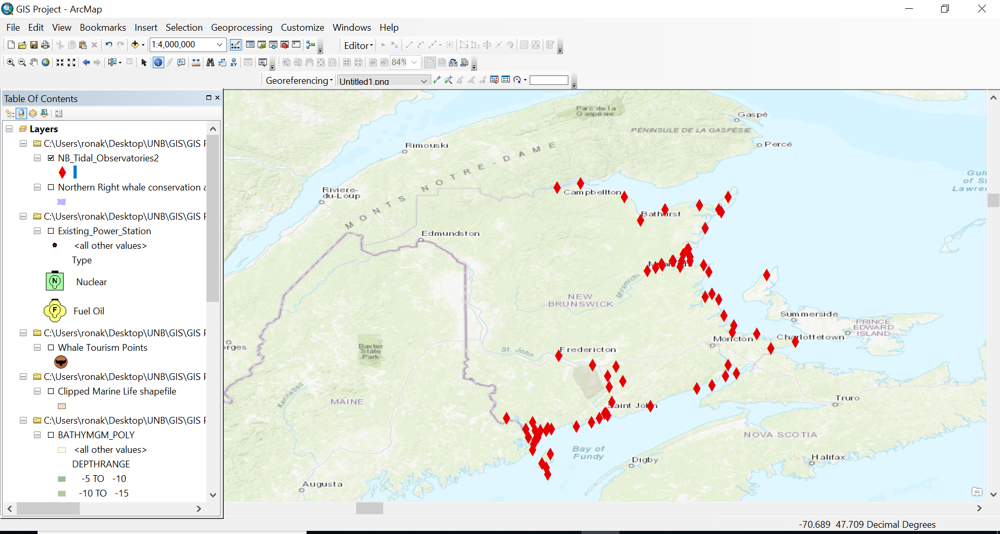 GIS Project - ArcMap
File Edit View Bookmarks Insert Selection Geoprocessing Customize Windows Help
1:4,000,000
Editor
84%
Georeferencing
Untitled1.png
Table Of Contents
Layers
C:\Users\ronak\Desktop\UNB\GIS\GIS
NB_Tidal_Observatories2
Northern Right whale conservation
C:\Users\ronak\Desktop\UNB\GIS\GIS
Existing_Power_Station
<all other values>
Type
N
Nuclear
F
Fuel Oil
C:\Users\ronak\Desktop\UNB\GIS\GIS
Whale Tourism Points
C:\Users\ronak\Desktop\UNB\GIS\GIS
Clipped Marine Life shapefile
C:\Users\ronak\Desktop\UNB\GIS\GIS
BATHYMGM_POLY
<all other values>
DEPTHRANGE
-5 TO -10
-10 TO -15
Parc de la
Gaspésie
Gaspé
PÉNINSULE DE LA GASPÉSIE
Percé
Rimouski
MONTS NOTRE-DAME
Riviere-
du-Loup
Campbellton
Bathurst
Edmundston
Miramichi
NEW
BRUNSWICK
Summerside
PRINCE
EDWARD
ISLAND
Charlottetown
Moncton
Baxter
State
Park
St. John
Fredericton
Kennebec
MAINE
Saint John
Truro
NOVA SCOTIA
Bay of
Fundy
Digby
Halifax
Augusta
-70.689 47.709 Decimal Degrees